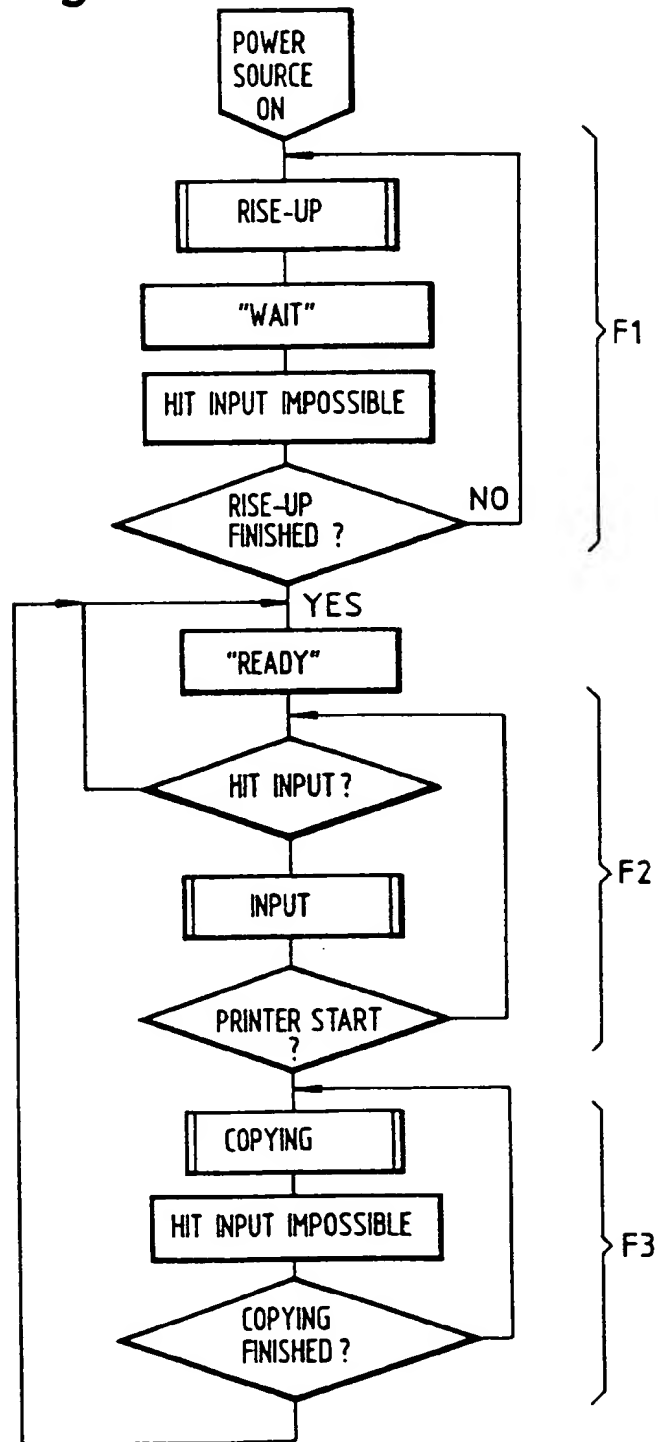 POWER
SOURCE
ON
RISE-UP
"WAIT"
HIT INPUT IMPOSSIBLE
F1
RISE-UP
FINISHED ?
NO
YES
"READY"
HIT INPUT ?
INPUT
F2
PRINTER START
?
COPYING
HIT INPUT IMPOSSIBLE
F3
COPYING
FINISHED ?